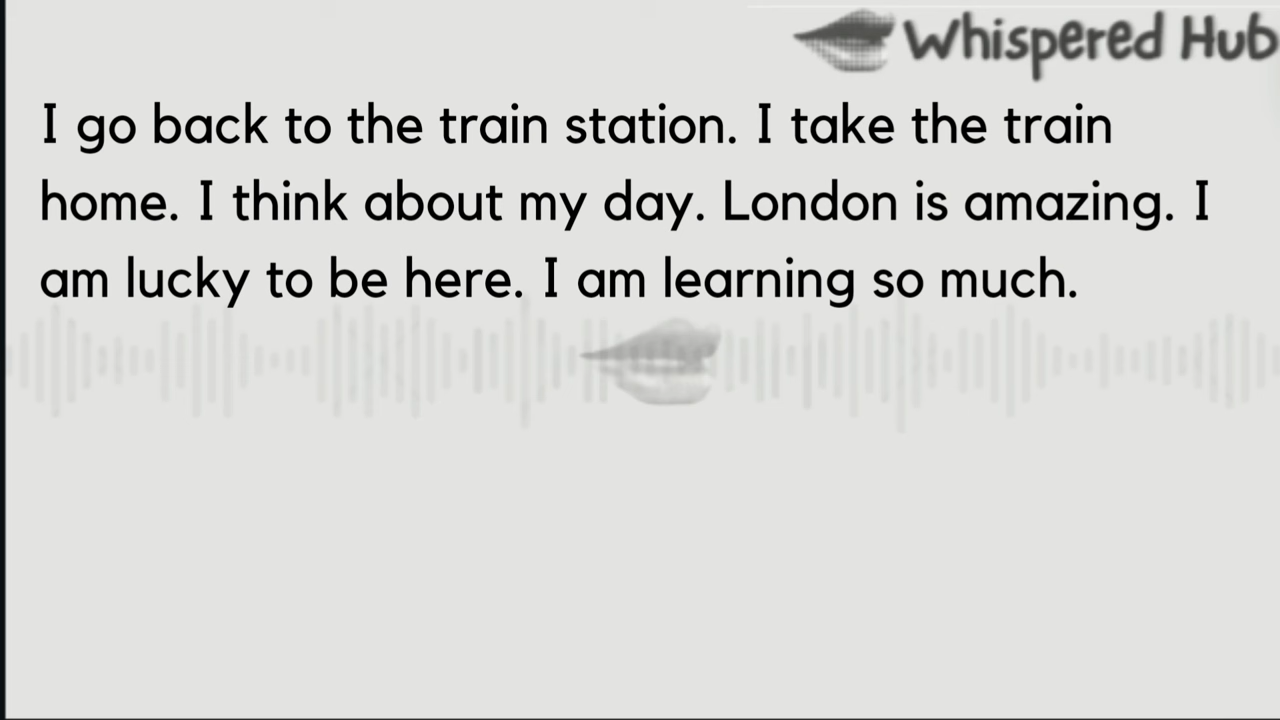 Whispered Hub
I go back to the train station. I take the train
home. I think about my day. London is amazing. I
am lucky to be here. I am learning so much.